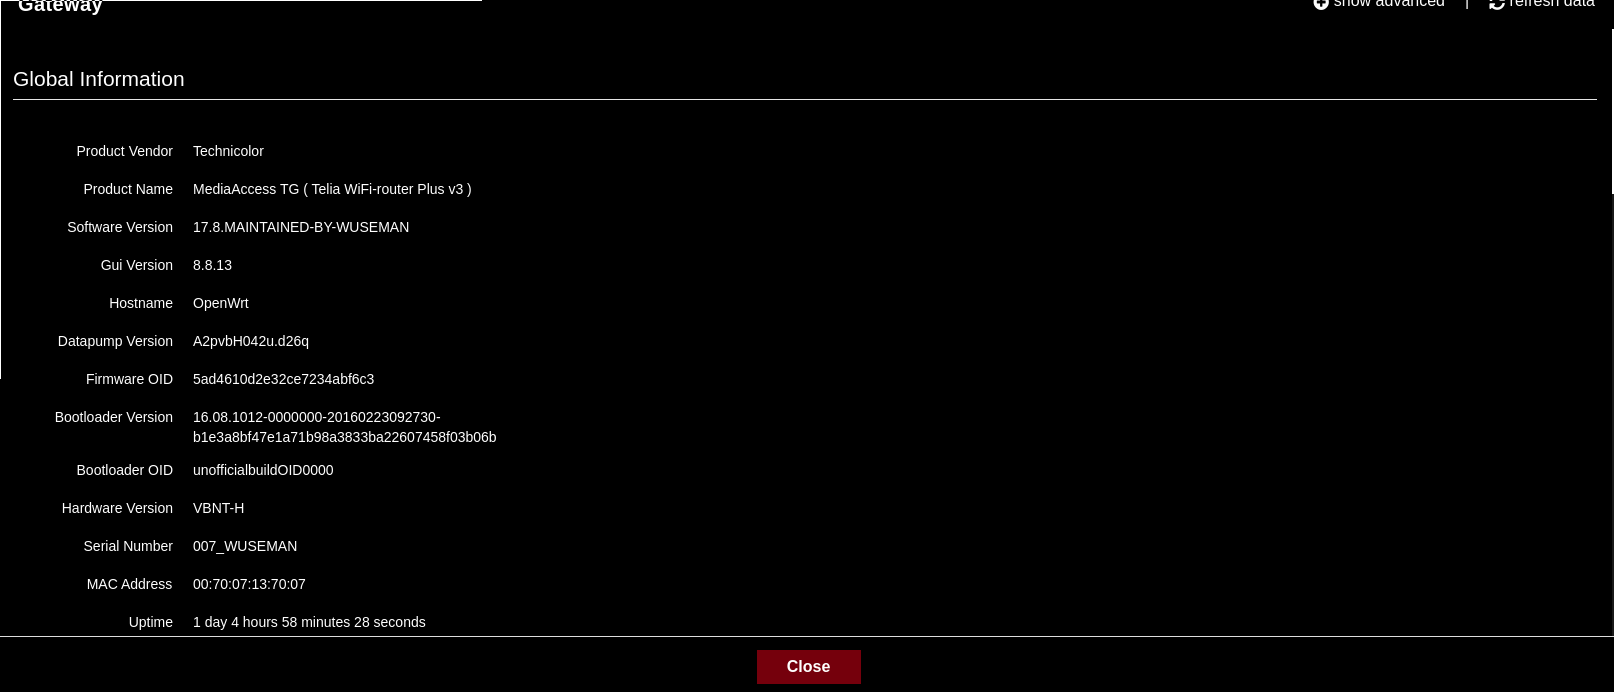 Gateway
show advanced | refresh data
Global Information
Product Vendor Technicolor
Product Name MediaAccess TG ( Telia WiFi-router Plus v3 )
Software Version 17.8.MAINTAINED-BY-WUSEMAN
Gui Version 8.8.13
Hostname OpenWrt
Datapump Version A2pvbH042u.d26q
Firmware OID 5ad4610d2e32ce7234abf6c3
Bootloader Version 16.08.1012-0000000-20160223092730-
b1e3a8bf47e1a71b98a3833ba22607458f03b06b
Bootloader OID unofficialbuildOID0000
Hardware Version VBNT-H
Serial Number 007_WUSEMAN
MAC Address 00:70:07:13:70:07
Uptime 1 day 4 hours 58 minutes 28 seconds
Close